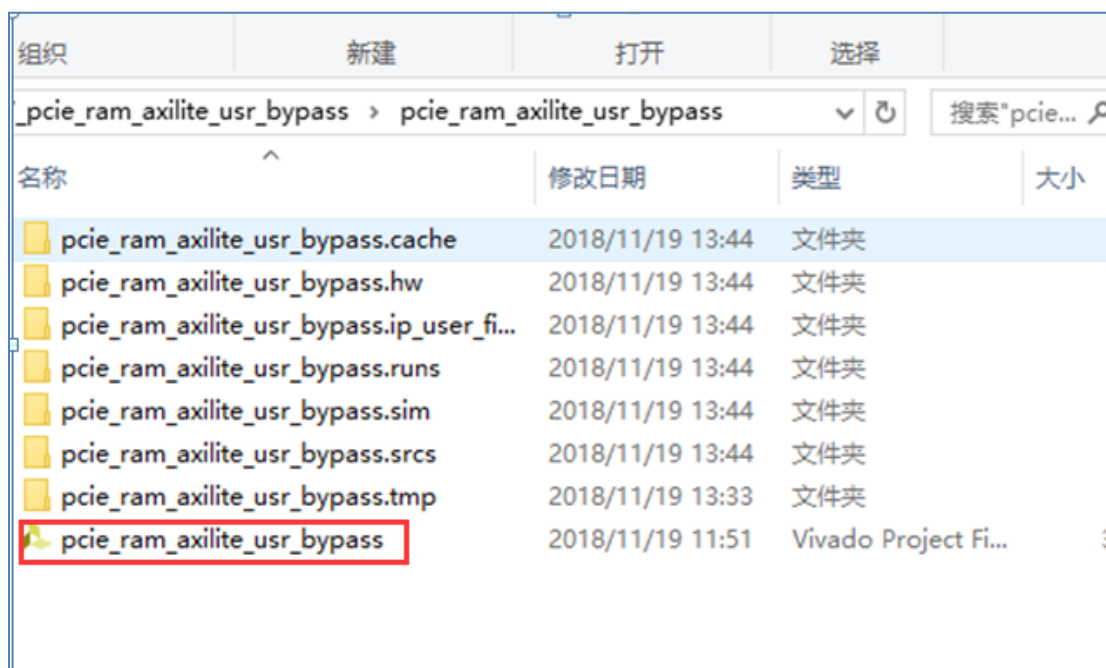 组织 新建 打开 选择
_pcie_ram_axilite_usr_bypass › pcie_ram_axilite_usr_bypass 搜索"pcie...
名称 修改日期 类型 大小
pcie_ram_axilite_usr_bypass.cache 2018/11/19 13:44 文件夹
pcie_ram_axilite_usr_bypass.hw 2018/11/19 13:44 文件夹
pcie_ram_axilite_usr_bypass.ip_user_fi... 2018/11/19 13:44 文件夹
pcie_ram_axilite_usr_bypass.runs 2018/11/19 13:44 文件夹
pcie_ram_axilite_usr_bypass.sim 2018/11/19 13:44 文件夹
pcie_ram_axilite_usr_bypass.srcs 2018/11/19 13:44 文件夹
pcie_ram_axilite_usr_bypass.tmp 2018/11/19 13:33 文件夹
pcie_ram_axilite_usr_bypass 2018/11/19 11:51 Vivado Project Fi...